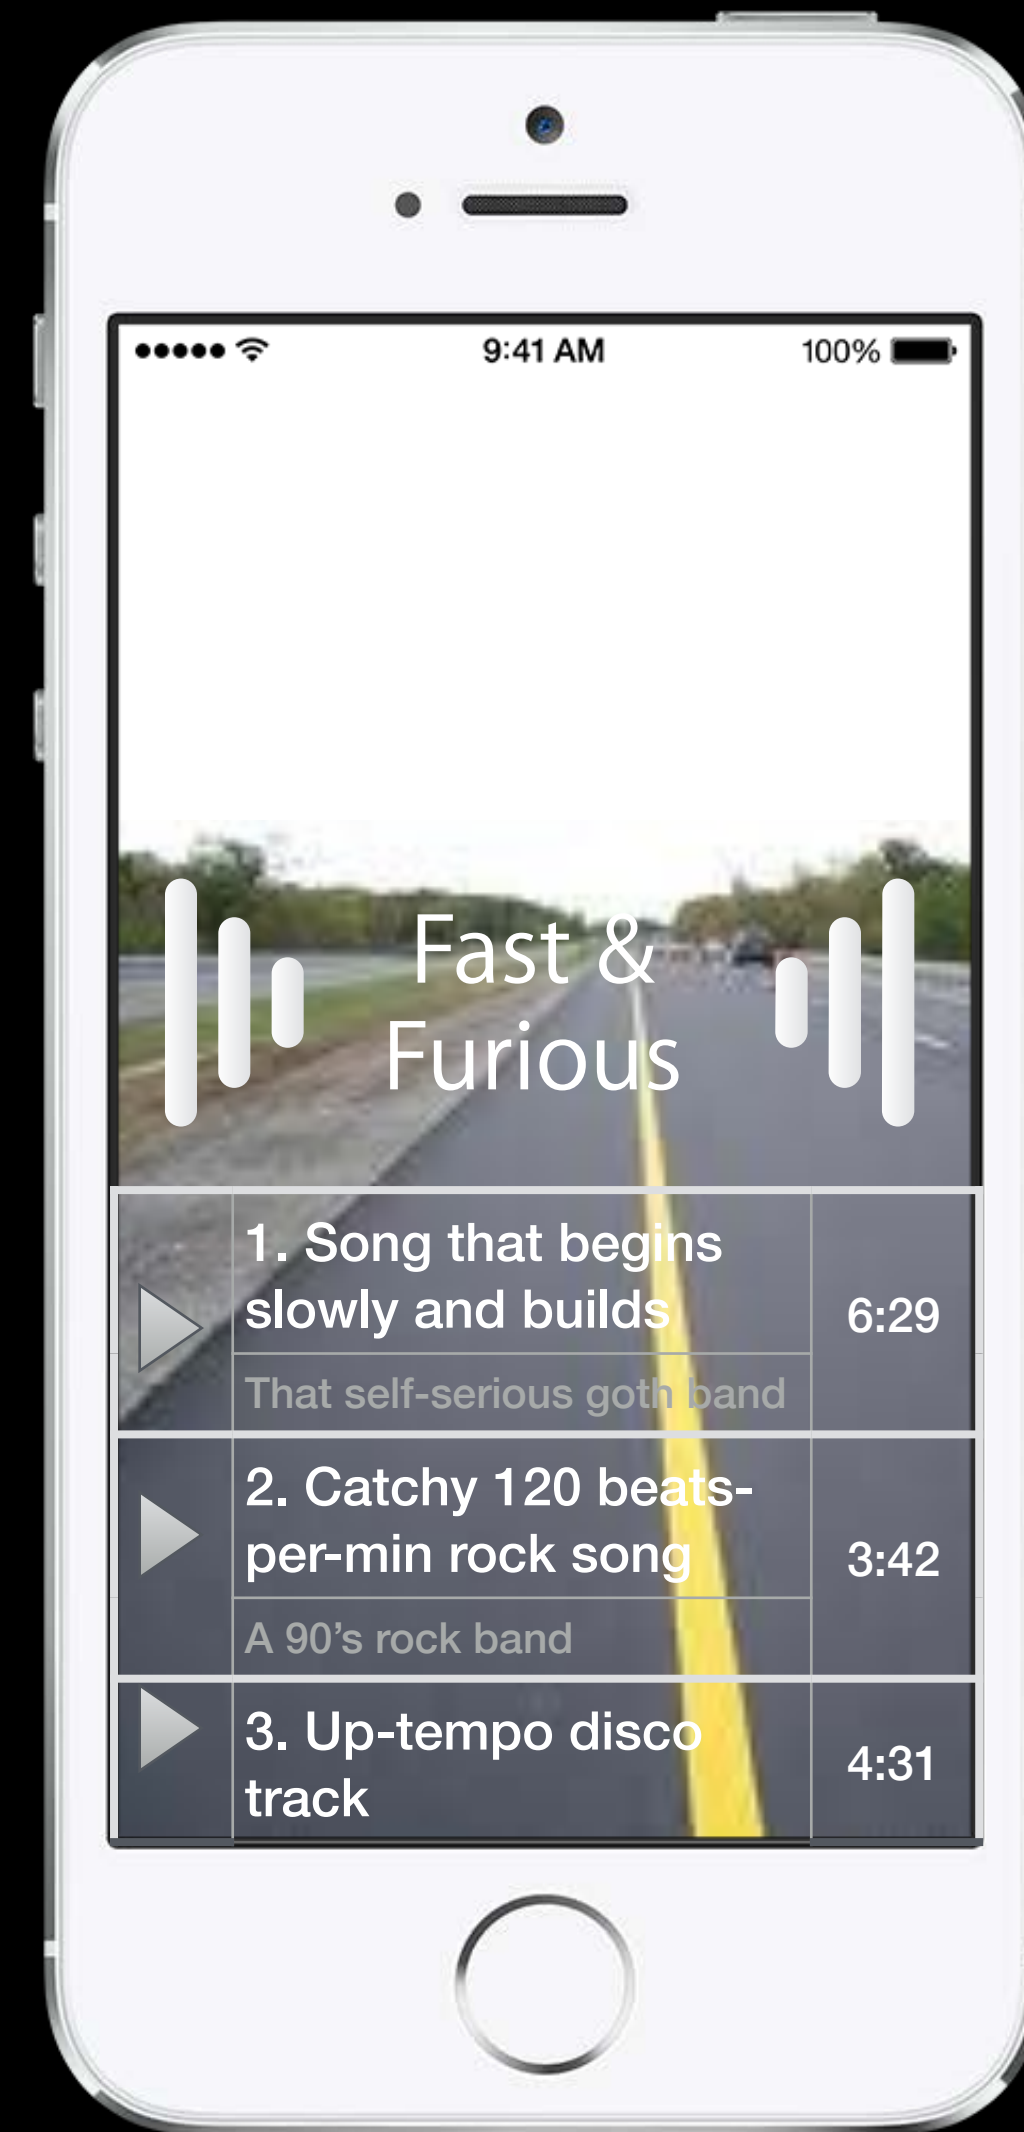 9:41 AM 100%
Fast &
Furious
1. Song that begins
slowly and builds
6:29
That self-serious goth band
2. Catchy 120 beats-
per-min rock song
3:42
A 90’s rock band
3. Up-tempo disco
track
4:31